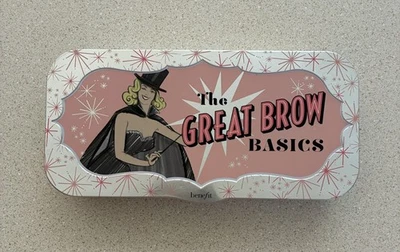 The
GREAT BROW
BASICS
benefit